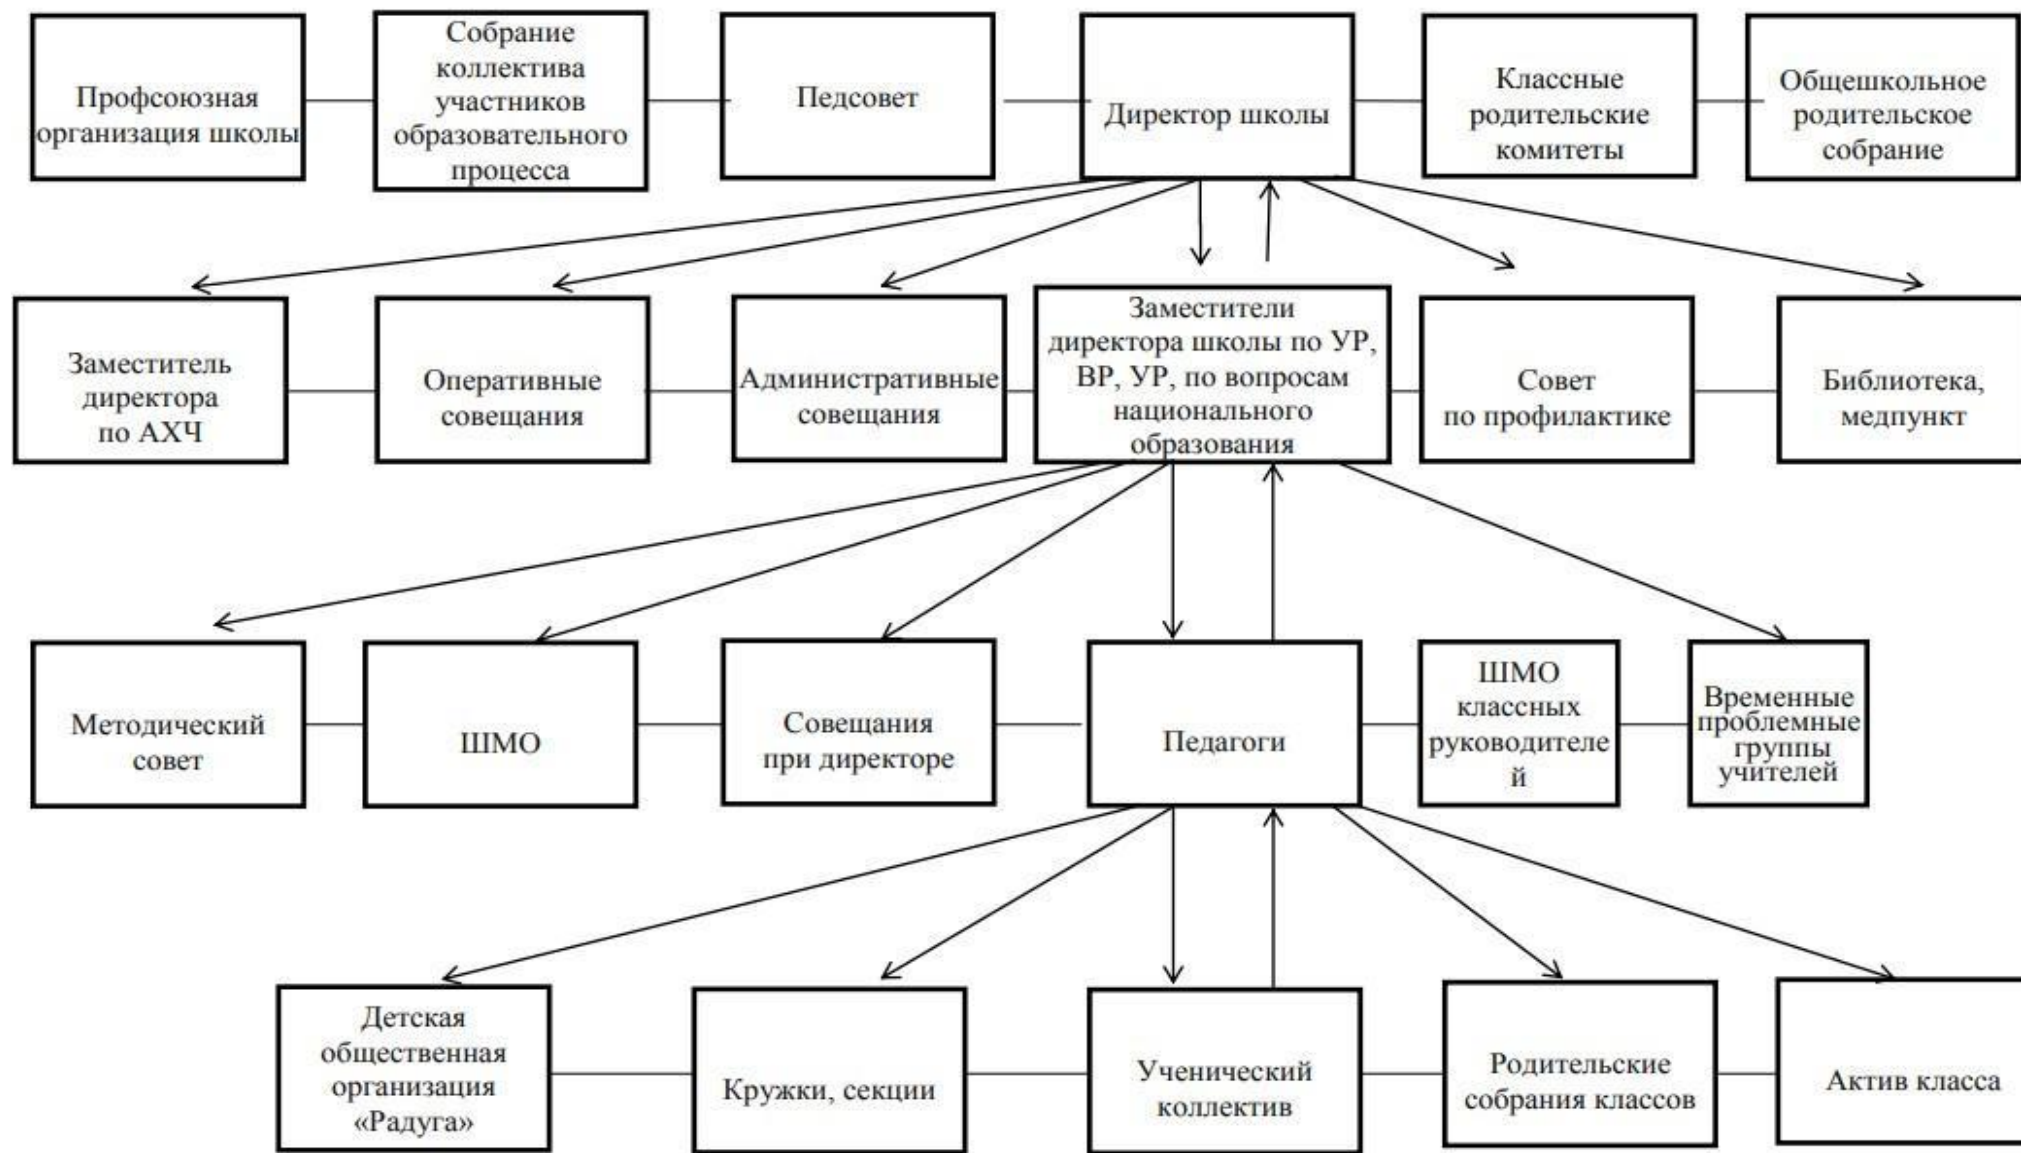 Профсоюзная
организация школы
Собрание
коллектива
участников
образовательного
процесса
Педсовет
Директор школы
Классные
родительские
комитеты
Общешкольное
родительское
собрание
Заместитель
директора
по АХЧ
Оперативные
совещания
Административные
совещания
Заместители
директора школы по УР,
ВР, УР, по вопросам
национального
образования
Совет
по профилактике
Библиотека,
медпункт
Методический
совет
ШМО
Совещания
при директоре
Педагоги
ШМО
классных
руководителе
й
Временные
проблемные
группы
учителей
Детская
общественная
организация
«Радуга»
Кружки, секции
Ученический
коллектив
Родительские
собрания классов
Актив класса